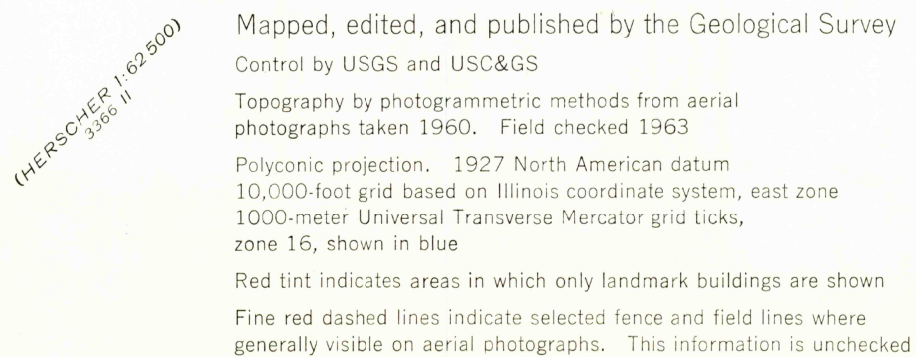 (HERSCHER 1:62 500)
3366 II
Mapped, edited, and published by the Geological Survey
Control by USGS and USC&GS
Topography by photogrammetric methods from aerial
photographs taken 1960. Field checked 1963
Polyconic projection. 1927 North American datum
10,000-foot grid based on Illinois coordinate system, east zone
1000-meter Universal Transverse Mercator grid ticks,
zone 16, shown in blue
Red tint indicates areas in which only landmark buildings are shown
Fine red dashed lines indicate selected fence and field lines where
generally visible on aerial photographs. This information is unchecked